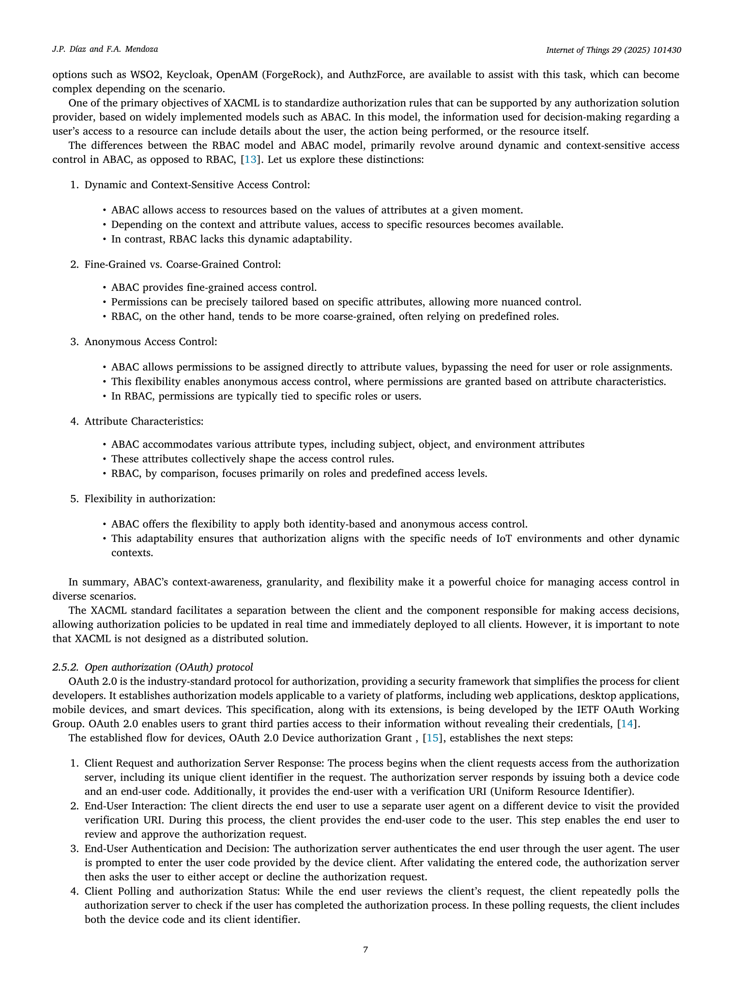 J.P. Díaz and F.A. Mendoza
Internet of Things 29 (2025) 101430
options such as WSO2, Keycloak, OpenAM (ForgeRock), and AuthzForce, are available to assist with this task, which can become
complex depending on the scenario.
One of the primary objectives of XACML is to standardize authorization rules that can be supported by any authorization solution
provider, based on widely implemented models such as ABAC. In this model, the information used for decision-making regarding a
user's access to a resource can include details about the user, the action being performed, or the resource itself.
The differences between the RBAC model and ABAC model, primarily revolve around dynamic and context-sensitive access
control in ABAC, as opposed to RBAC, [13]. Let us explore these distinctions:
1. Dynamic and Context-Sensitive Access Control:
• ABAC allows access to resources based on the values of attributes at a given moment.
• Depending on the context and attribute values, access to specific resources becomes available.
• In contrast, RBAC lacks this dynamic adaptability.
2. Fine-Grained vs. Coarse-Grained Control:
• ABAC provides fine-grained access control.
• Permissions can be precisely tailored based on specific attributes, allowing more nuanced control.
• RBAC, on the other hand, tends to be more coarse-grained, often relying on predefined roles.
3. Anonymous Access Control:
• ABAC allows permissions to be assigned directly to attribute values, bypassing the need for user or role assignments.
• This flexibility enables anonymous access control, where permissions are granted based on attribute characteristics.
• In RBAC, permissions are typically tied to specific roles or users.
4. Attribute Characteristics:
• ABAC accommodates various attribute types, including subject, object, and environment attributes
• These attributes collectively shape the access control rules.
• RBAC, by comparison, focuses primarily on roles and predefined access levels.
5. Flexibility in authorization:
• ABAC offers the flexibility to apply both identity-based and anonymous access control.
• This adaptability ensures that authorization aligns with the specific needs of IoT environments and other dynamic
contexts.
In summary, ABAC's context-awareness, granularity, and flexibility make it a powerful choice for managing access control in
diverse scenarios.
The XACML standard facilitates a separation between the client and the component responsible for making access decisions,
allowing authorization policies to be updated in real time and immediately deployed to all clients. However, it is important to note
that XACML is not designed as a distributed solution.
2.5.2. Open authorization (OAuth) protocol
OAuth 2.0 is the industry-standard protocol for authorization, providing a security framework that simplifies the process for client
developers. It establishes authorization models applicable to a variety of platforms, including web applications, desktop applications,
mobile devices, and smart devices. This specification, along with its extensions, is being developed by the IETF OAuth Working
Group. OAuth 2.0 enables users to grant third parties access to their information without revealing their credentials, [14].
The established flow for devices, OAuth 2.0 Device authorization Grant , [15], establishes the next steps:
1. Client Request and authorization Server Response: The process begins when the client requests access from the authorization
server, including its unique client identifier in the request. The authorization server responds by issuing both a device code
and an end-user code. Additionally, it provides the end-user with a verification URI (Uniform Resource Identifier).
2. End-User Interaction: The client directs the end user to use a separate user agent on a different device to visit the provided
verification URI. During this process, the client provides the end-user code to the user. This step enables the end user to
review and approve the authorization request.
3. End-User Authentication and Decision: The authorization server authenticates the end user through the user agent. The user
is prompted to enter the user code provided by the device client. After validating the entered code, the authorization server
then asks the user to either accept or decline the authorization request.
4. Client Polling and authorization Status: While the end user reviews the client's request, the client repeatedly polls the
authorization server to check if the user has completed the authorization process. In these polling requests, the client includes
both the device code and its client identifier.
7